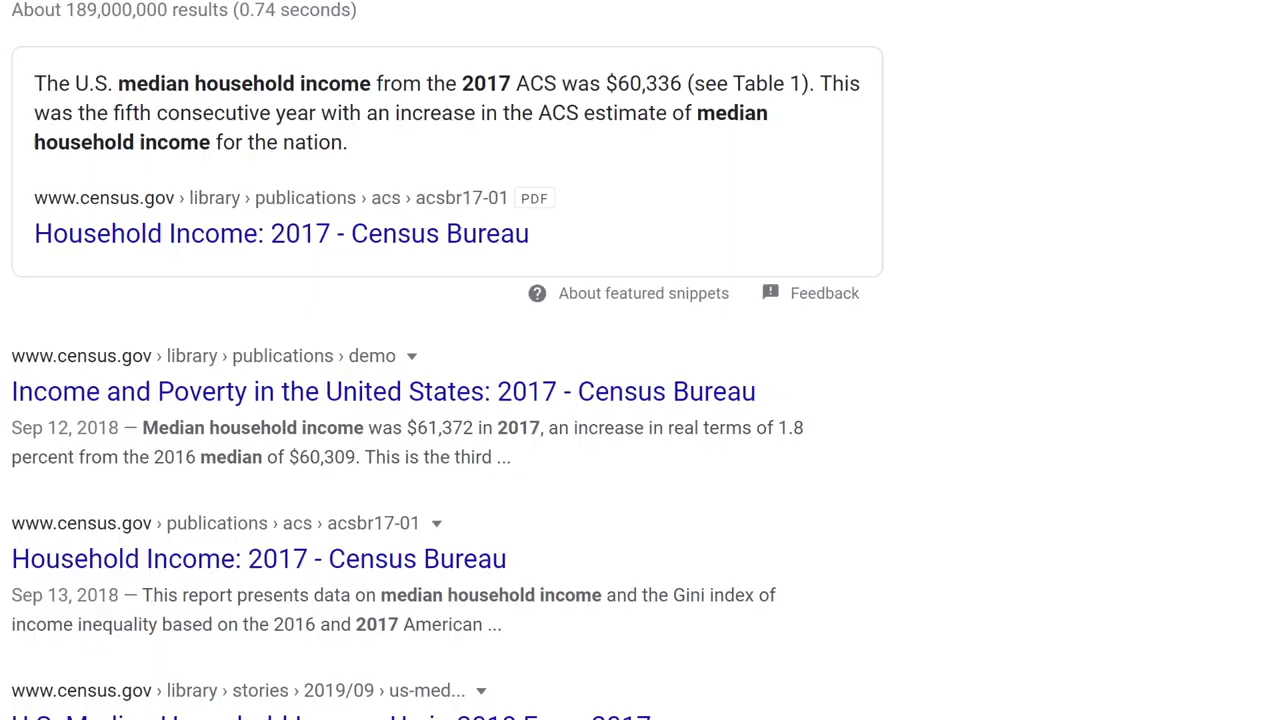 About 189,000,000 results (0.74 seconds)
The U.S. median household income from the 2017 ACS was $60,336 (see Table 1). This
was the fifth consecutive year with an increase in the ACS estimate of median
household income for the nation.
www.census.gov › library › publications › acs › acsbr17-01 PDF
Household Income: 2017 - Census Bureau
About featured snippets Feedback
www.census.gov › library › publications › demo
Income and Poverty in the United States: 2017 - Census Bureau
Sep 12, 2018 — Median household income was $61,372 in 2017, an increase in real terms of 1.8
percent from the 2016 median of $60,309. This is the third ...
www.census.gov › publications › acs › acsbr17-01
Household Income: 2017 - Census Bureau
Sep 13, 2018 — This report presents data on median household income and the Gini index of
income inequality based on the 2016 and 2017 American ...
www.census.gov › library › stories › 2019/09 › us-med...
U.S. Median Household Income Up in 2018 From 2017